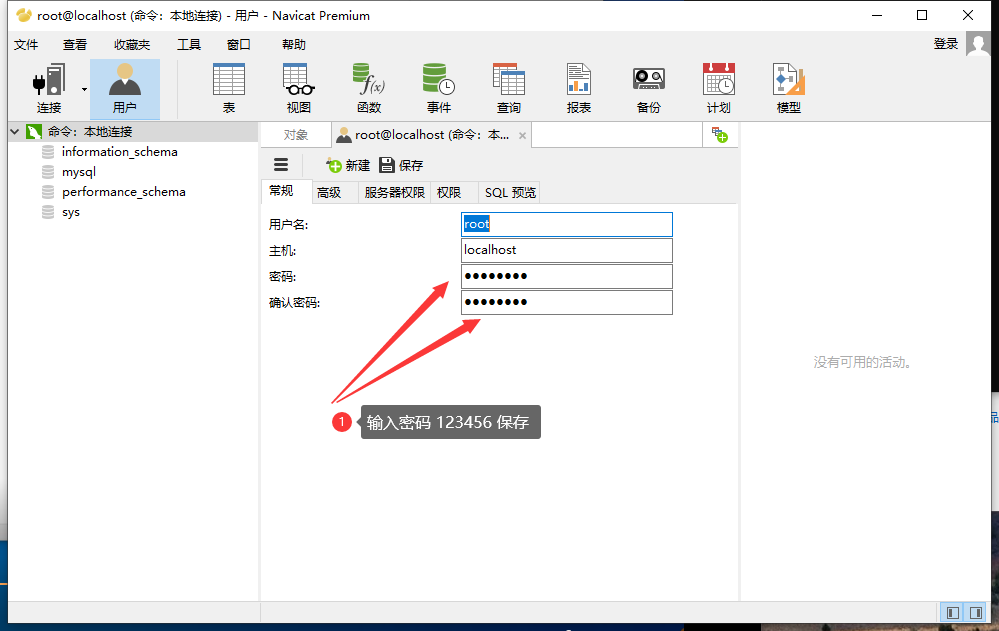 root@localhost (命令：本地连接) - 用户 - Navicat Premium
文件 查看 收藏夹 工具 窗口 帮助 登录
连接 用户 表 视图 函数 事件 查询 报表 备份 计划 模型
命令：本地连接
information_schema
mysql
performance_schema
sys
对象 root@localhost (命令：本...
新建 保存
常规 高级 服务器权限 权限 SQL 预览
用户名: root
主机: localhost
密码: ●●●●●●●●
确认密码: ●●●●●●●●
没有可用的活动。
1 输入密码 123456 保存
品